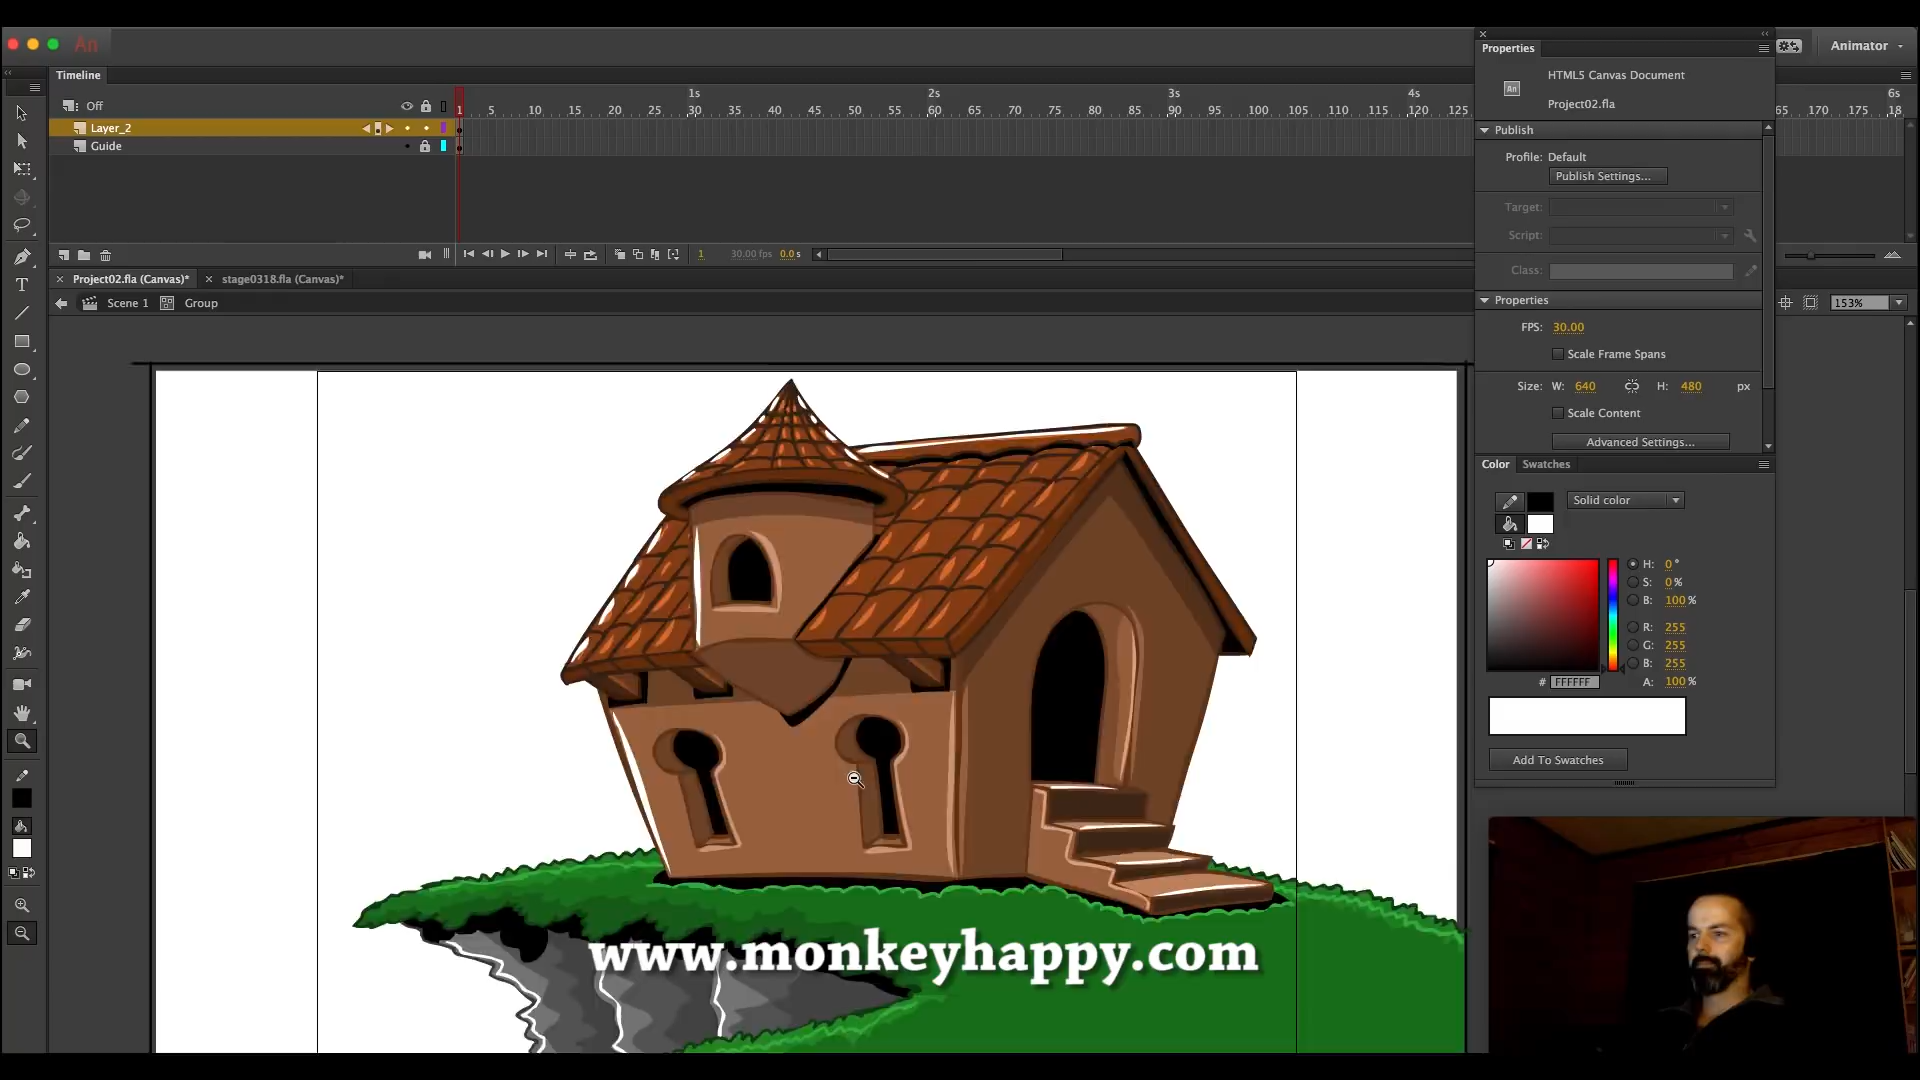 An
Properties
Animator
Timeline
HTML5 Canvas Document
An
Project02.fla
1s 2s 3s 4s 6s
Off
1 5 10 15 20 25 30 35 40 45 50 55 60 65 70 75 80 85 90 95 100 105 110 115 120 125 65 170 175 18
Layer_2
Guide
Publish
Profile: Default
Publish Settings...
Target:
Script:
Class:
1 30.00 fps 0.0 s
Project02.fla (Canvas)*
stage0318.fla (Canvas)*
Scene 1 Group
153%
Properties
FPS: 30.00
Scale Frame Spans
Size: W: 640 H: 480 px
Scale Content
Advanced Settings...
Color Swatches
Solid color
H: 0 °
S: 0 %
B: 100 %
R: 255
G: 255
B: 255
# FFFFFF A: 100 %
Add To Swatches
www.monkeyhappy.com